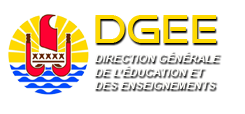 DGEE
DIRECTION GÉNÉRALE
DE L'ÉDUCATION ET
DES ENSEIGNEMENTS